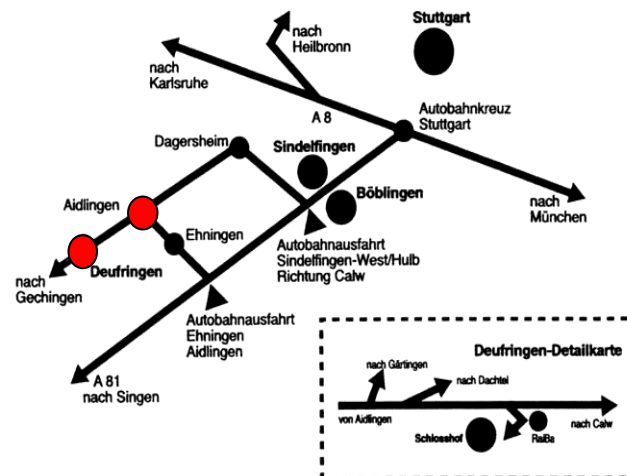 Stuttgart
nach
Heilbronn
nach
Karlsruhe
A 8
Autobahnkreuz
Stuttgart
Dagersheim
Sindelfingen
Böblingen
nach
München
Aidlingen
Ehningen
Deufringen
nach
Gechingen
Autobahnausfahrt
Sindelfingen-West/Hulb
Richtung Calw
Autobahnausfahrt
Ehningen
Aidlingen
A 81
nach Singen
Deufringen-Detailkarte
nach Gärtingen
nach Dachtel
von Aidlingen
nach Calw
Schlosshof
RaiBa